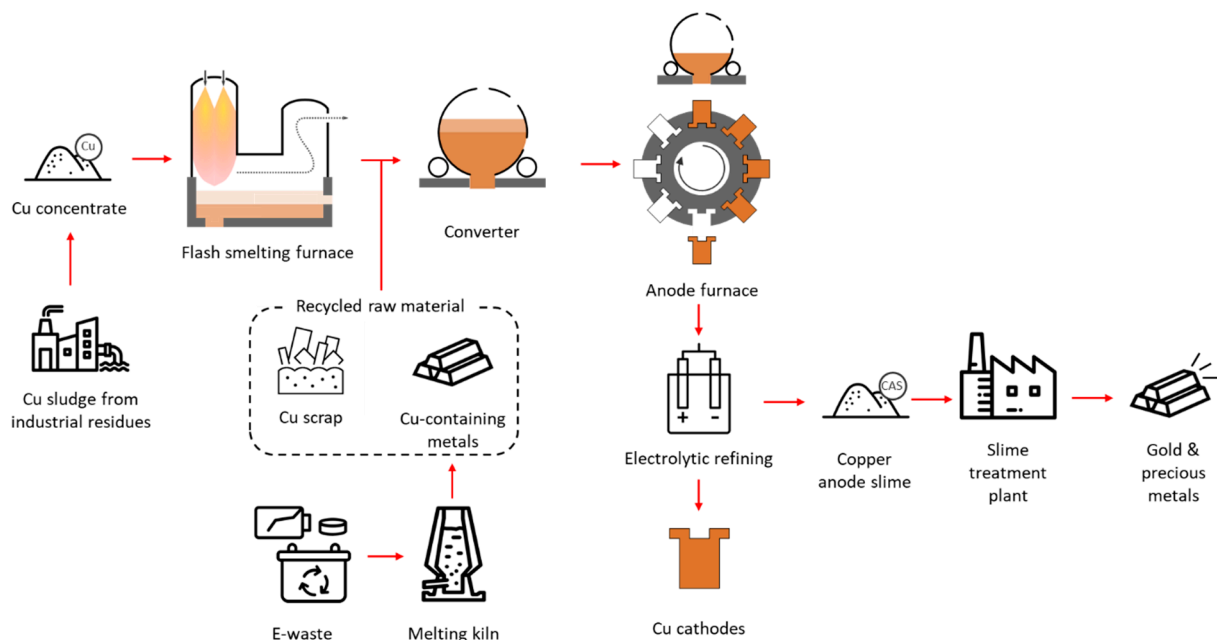 Cu
Cu concentrate
Flash smelting furnace
Converter
Anode furnace
Recycled raw material
Cu scrap
Cu-containing
metals
Cu sludge from
industrial residues
+ -
Electrolytic refining
CAS
Copper
anode slime
Slime
treatment
plant
Gold &
precious
metals
E-waste
Melting kiln
Cu cathodes